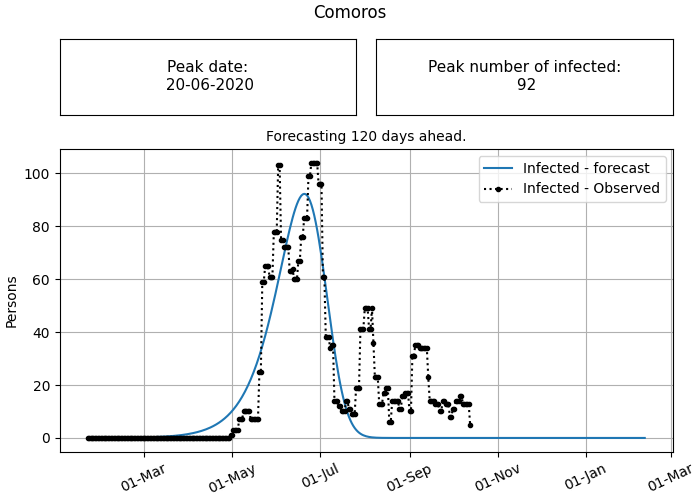 Comoros
Peak date:
20-06-2020
Peak number of infected:
92
Forecasting 120 days ahead.
Infected - forecast
Infected - Observed
Persons
100
80
60
40
20
0
01-Mar
01-May
01-Jul
01-Sep
01-Nov
01-Jan
01-Mar